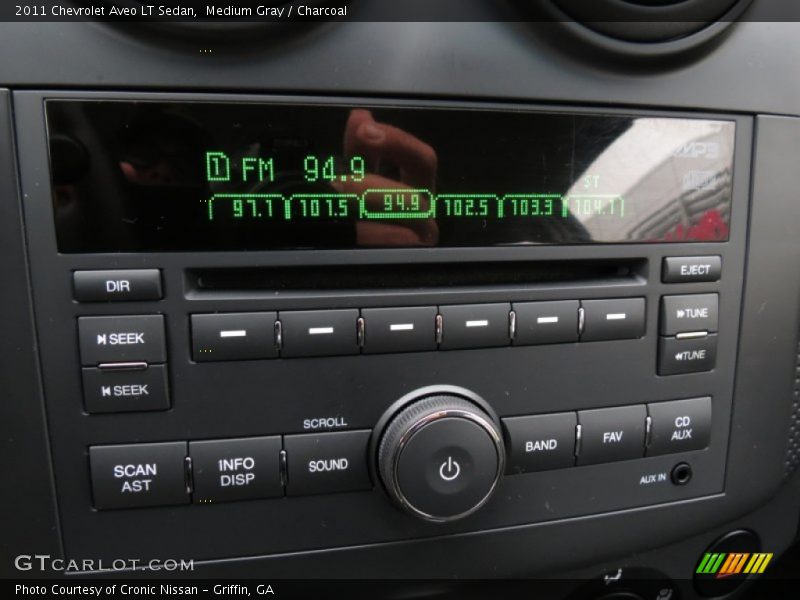 2011 Chevrolet Aveo LT Sedan, Medium Gray / Charcoal
1 FM 94.9
ST
97.1 107.5 94.9 102.5 103.3 104.1
DIR
EJECT
SEEK
TUNE
SEEK
TUNE
SCROLL
SCAN
AST
INFO
DISP
SOUND
BAND
FAV
CD
AUX
AUX IN
GTCARLOT.COM
Photo Courtesy of Cronic Nissan - Griffin, GA